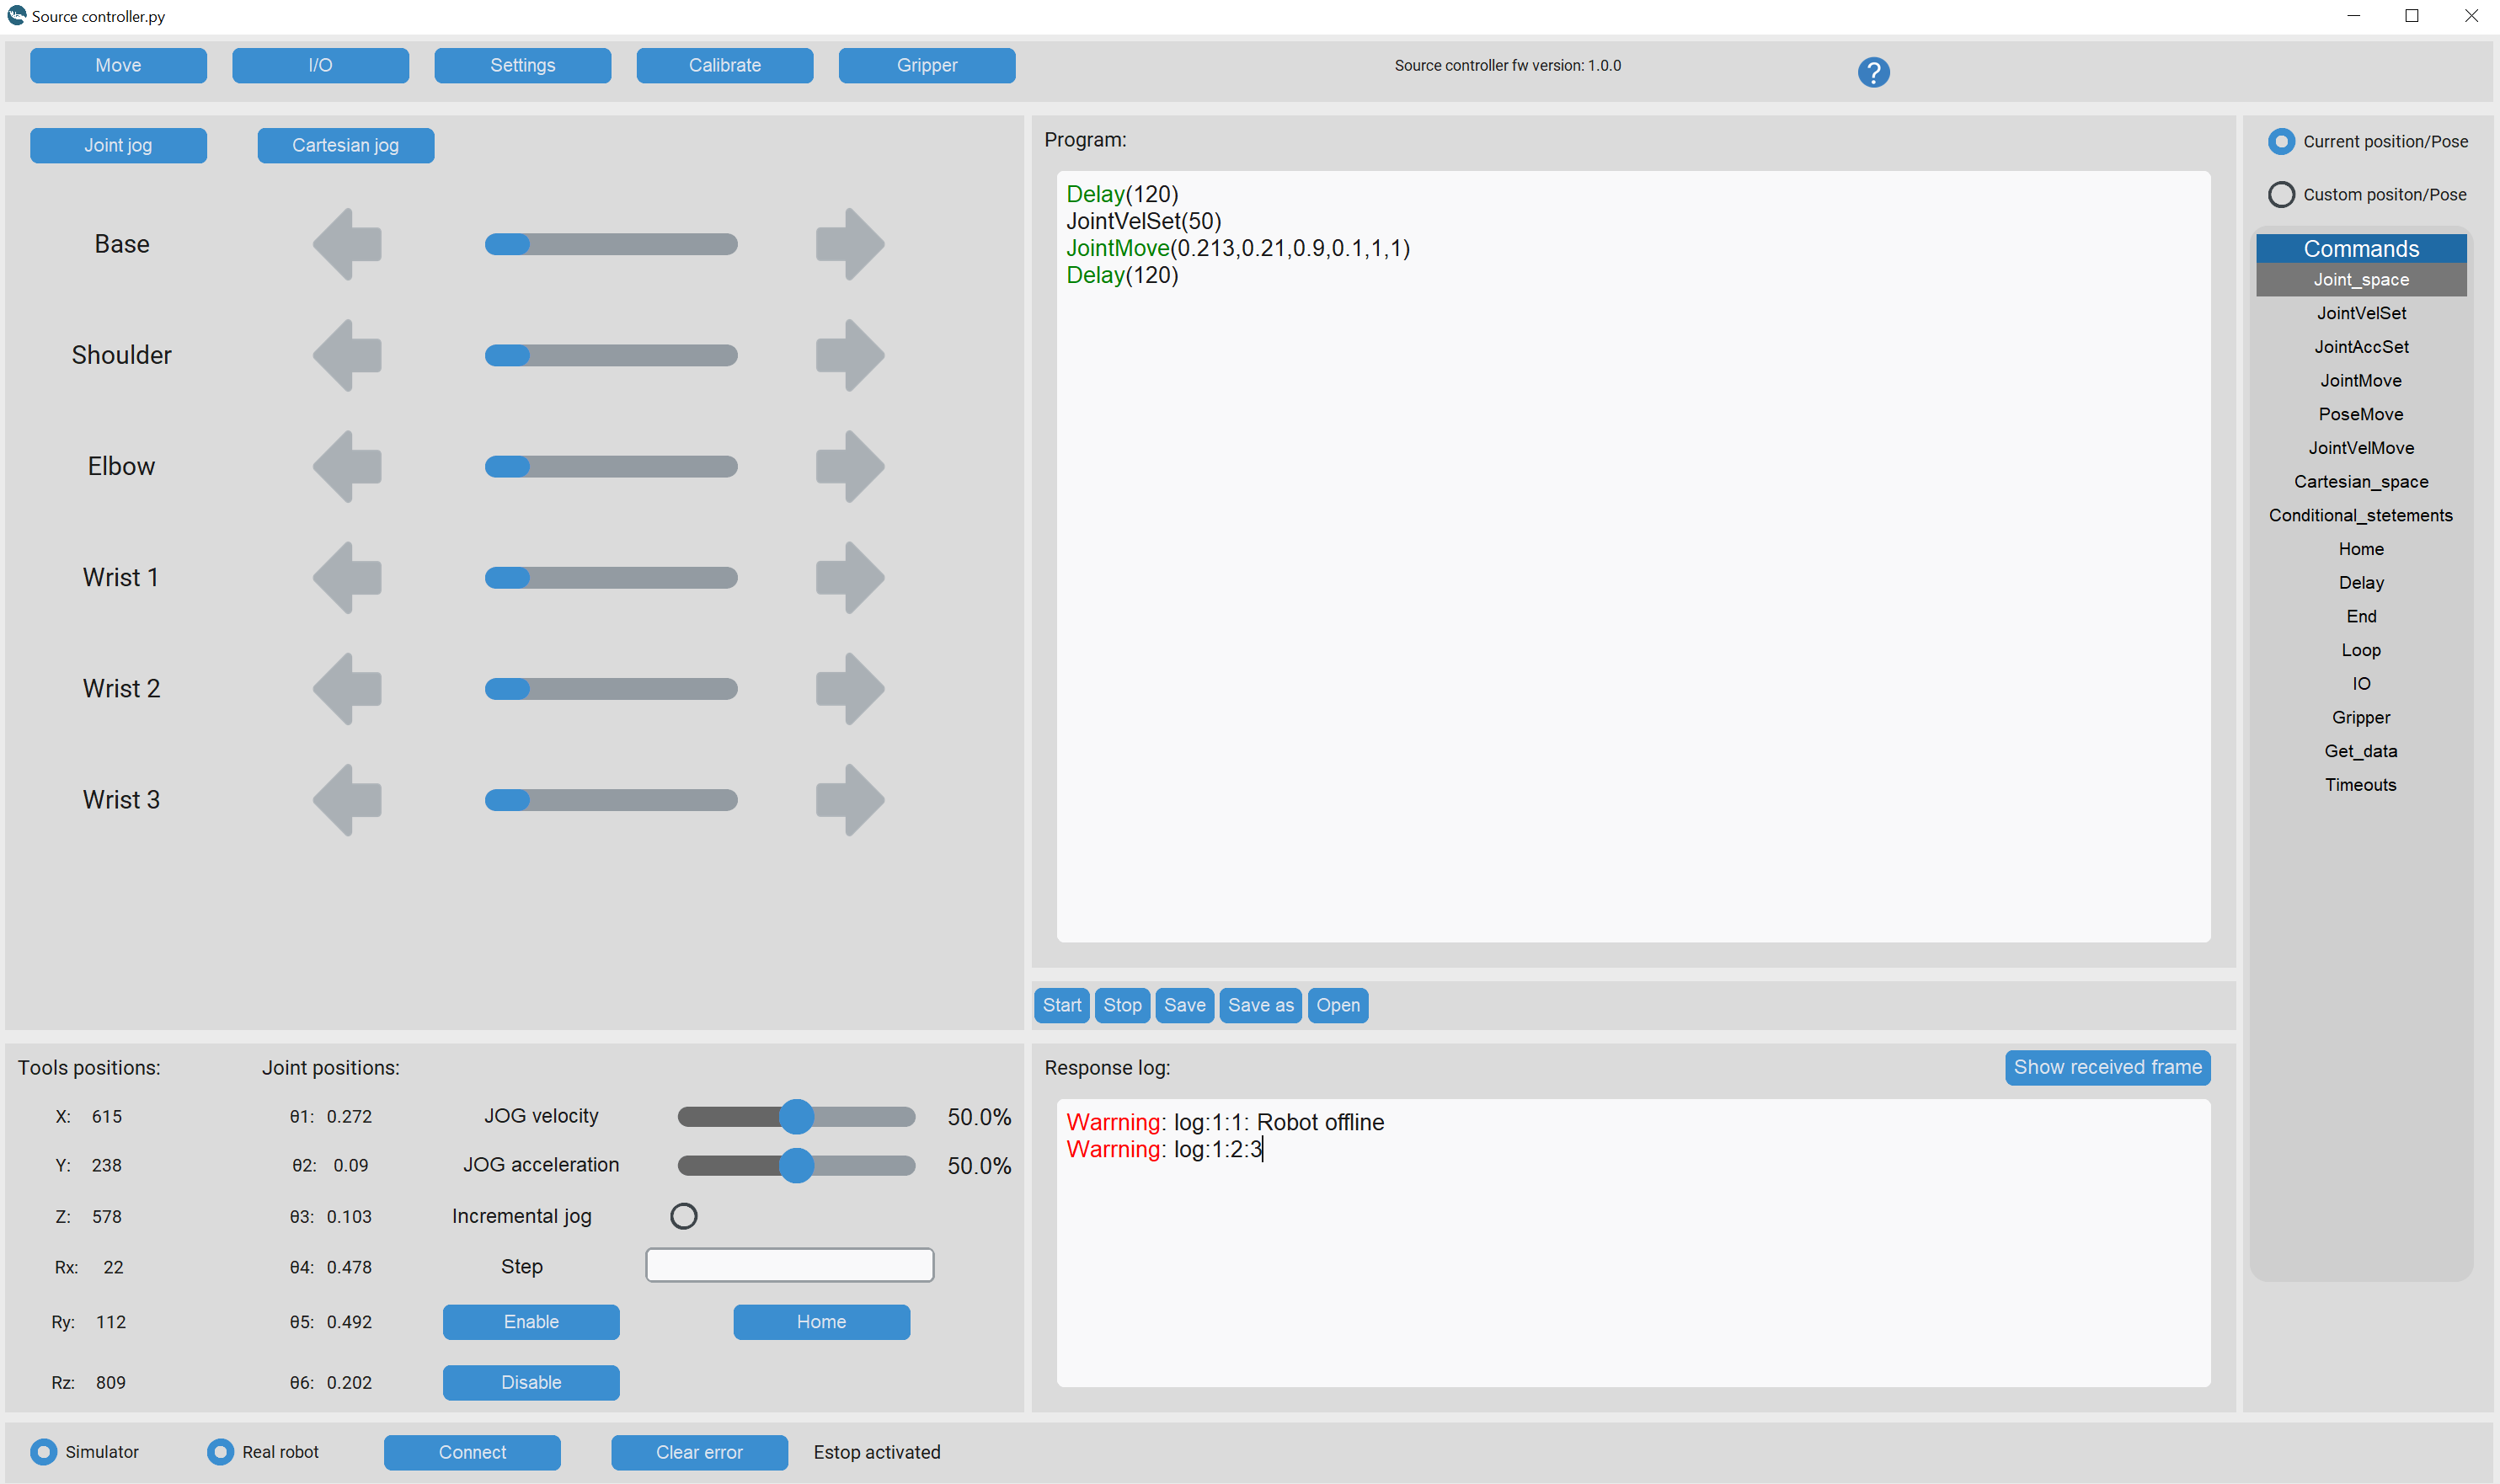 Source controller.py
Move I/O Settings Calibrate Gripper Source controller fw version: 1.0.0 ?
Joint jog Cartesian jog
Base
Shoulder
Elbow
Wrist 1
Wrist 2
Wrist 3
Program:
Delay(120)
JointVelSet(50)
JointMove(0.213,0.21,0.9,0.1,1,1)
Delay(120)
Start Stop Save Save as Open
Current position/Pose
Custom positon/Pose
Commands
Joint_space
JointVelSet
JointAccSet
JointMove
PoseMove
JointVelMove
Cartesian_space
Conditional_stetements
Home
Delay
End
Loop
IO
Gripper
Get_data
Timeouts
Tools positions: Joint positions:
X: 615 θ1: 0.272 JOG velocity 50.0%
Y: 238 θ2: 0.09 JOG acceleration 50.0%
Z: 578 θ3: 0.103 Incremental jog
Rx: 22 θ4: 0.478 Step
Ry: 112 θ5: 0.492 Enable Home
Rz: 809 θ6: 0.202 Disable
Response log: Show received frame
Warrning: log:1:1: Robot offline
Warrning: log:1:2:3
Simulator Real robot Connect Clear error Estop activated